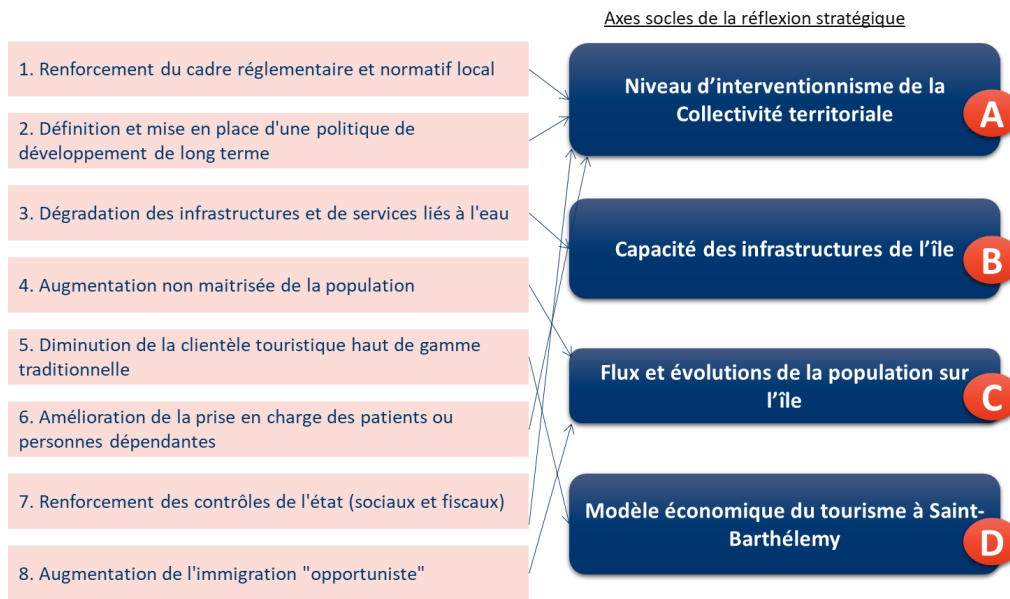 Axes socles de la réflexion stratégique
1. Renforcement du cadre réglementaire et normatif local
2. Définition et mise en place d'une politique de
développement de long terme
3. Dégradation des infrastructures et de services liés à l'eau
4. Augmentation non maitrisée de la population
5. Diminution de la clientèle touristique haut de gamme
traditionnelle
6. Amélioration de la prise en charge des patients ou
personnes dépendantes
7. Renforcement des contrôles de l'état (sociaux et fiscaux)
8. Augmentation de l'immigration "opportuniste"
Niveau d’interventionnisme de la
Collectivité territoriale
A
Capacité des infrastructures de l’île
B
Flux et évolutions de la population sur
l’île
C
Modèle économique du tourisme à Saint-
Barthélemy
D